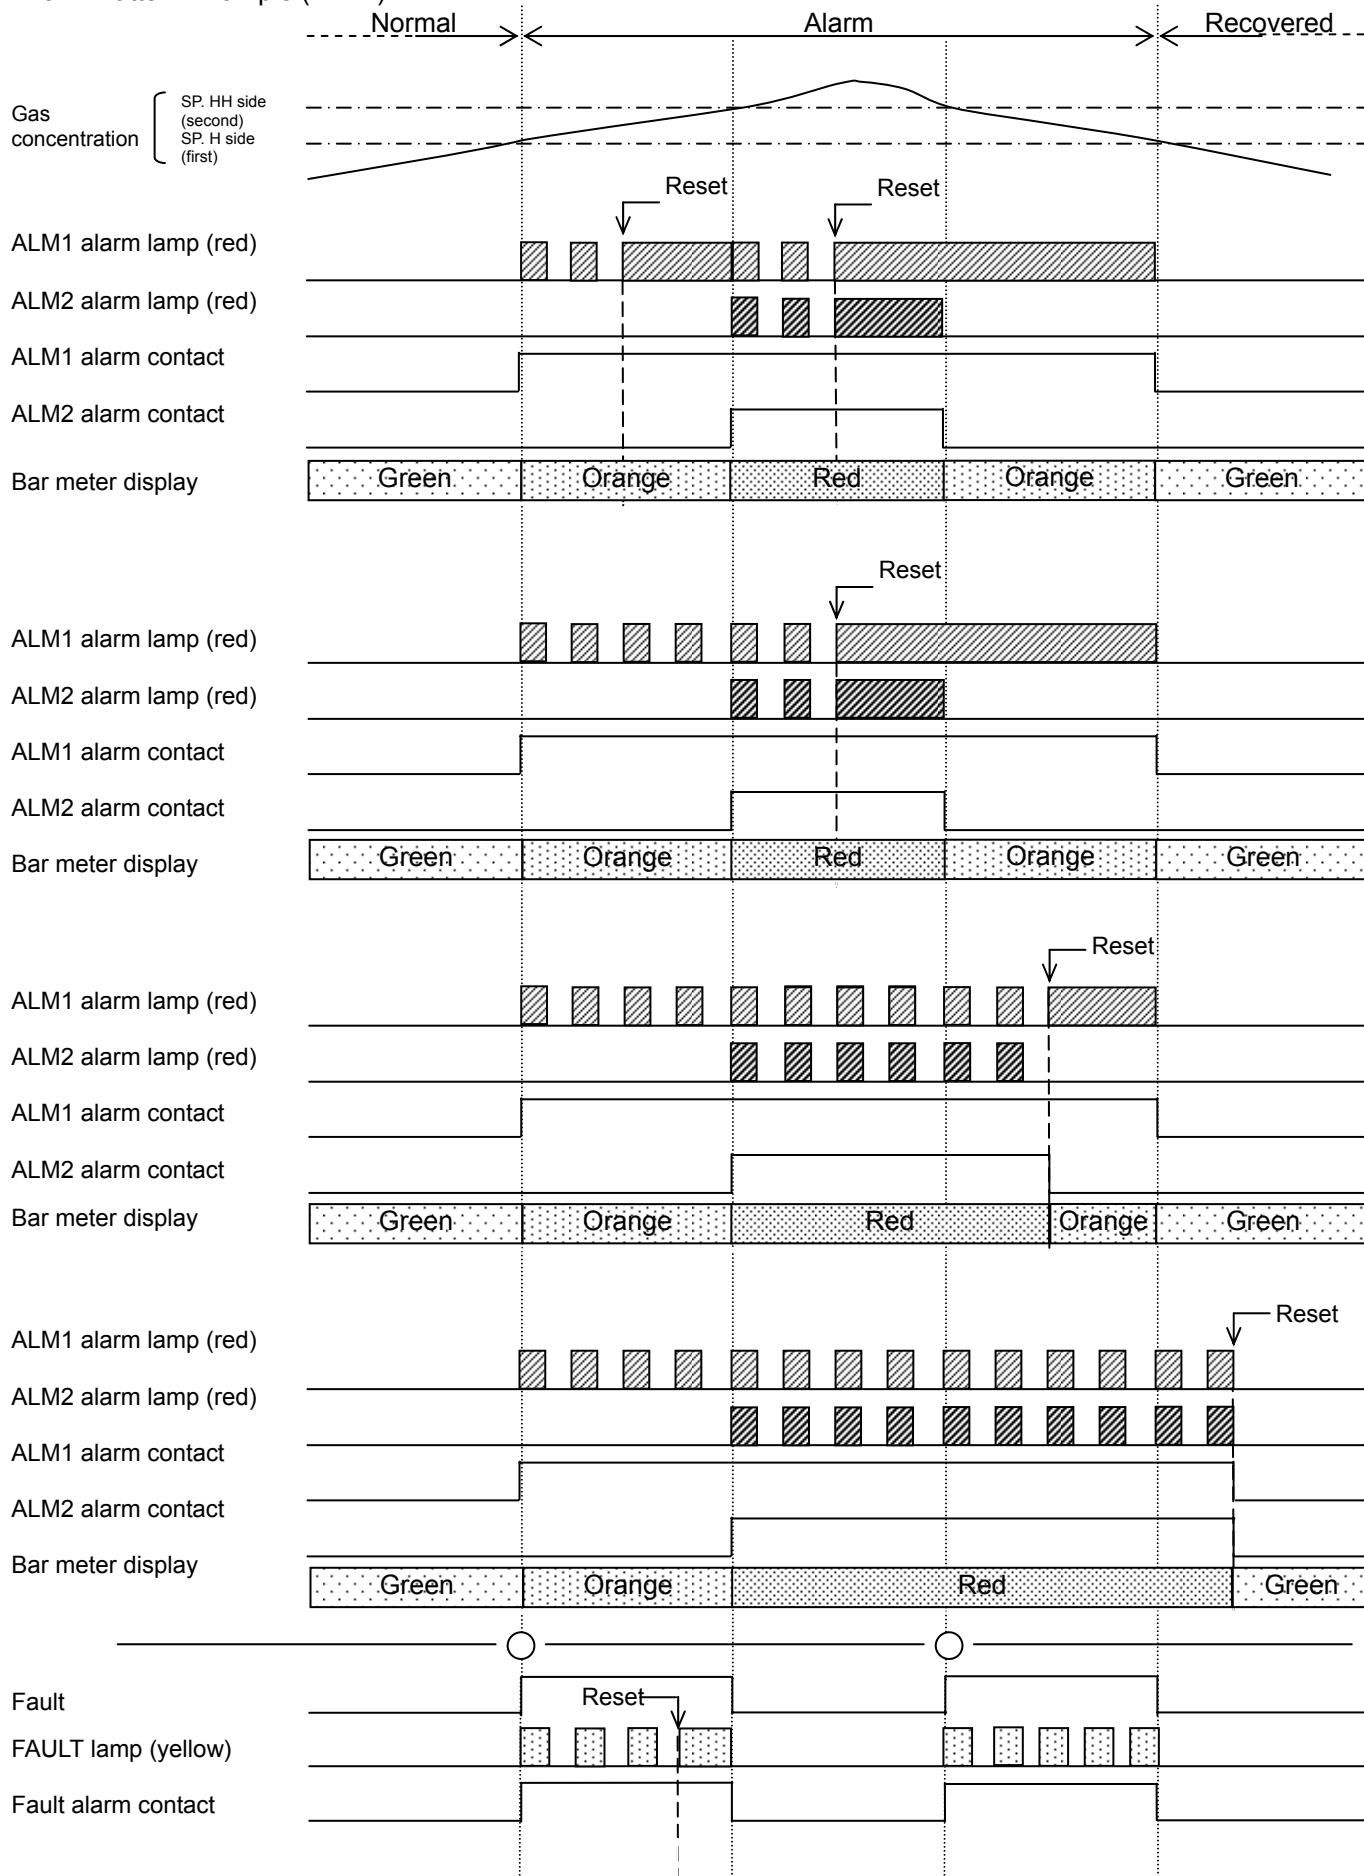 Normal Alarm Recovered
Gas
concentration
SP. HH side
(second)
SP. H side
(first)
Reset Reset
ALM1 alarm lamp (red)
ALM2 alarm lamp (red)
ALM1 alarm contact
ALM2 alarm contact
Bar meter display Green Orange Red Orange Green
Reset
ALM1 alarm lamp (red)
ALM2 alarm lamp (red)
ALM1 alarm contact
ALM2 alarm contact
Bar meter display Green Orange Red Orange Green
Reset
ALM1 alarm lamp (red)
ALM2 alarm lamp (red)
ALM1 alarm contact
ALM2 alarm contact
Bar meter display Green Orange Red Orange Green
Reset
ALM1 alarm lamp (red)
ALM2 alarm lamp (red)
ALM1 alarm contact
ALM2 alarm contact
Bar meter display Green Orange Red Green
Fault Reset
FAULT lamp (yellow)
Fault alarm contact